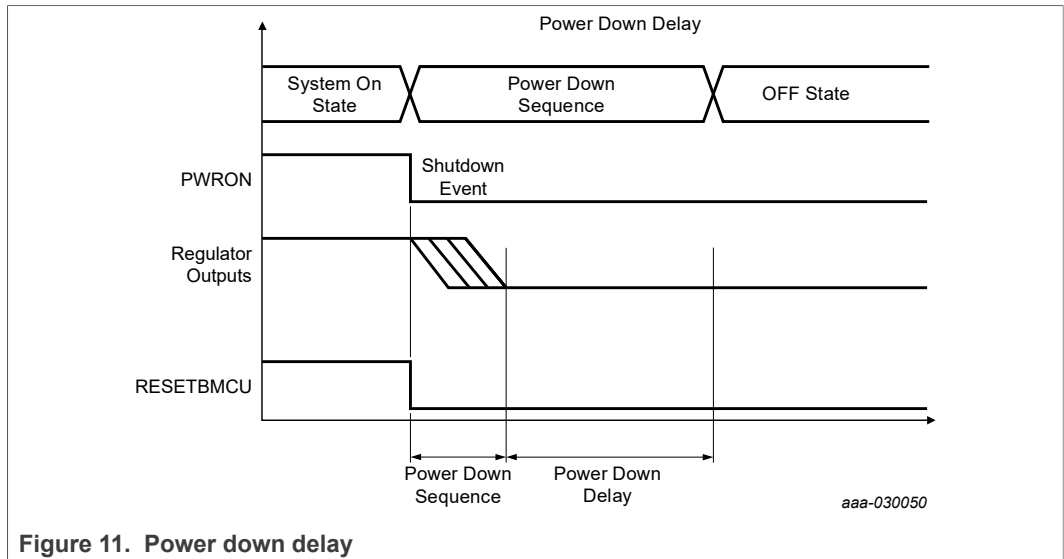 Power Down Delay
System On
State
Power Down
Sequence
OFF State
PWRON
Shutdown
Event
Regulator
Outputs
RESETBMCU
Power Down
Sequence
Power Down
Delay
aaa-030050
Figure 11. Power down delay